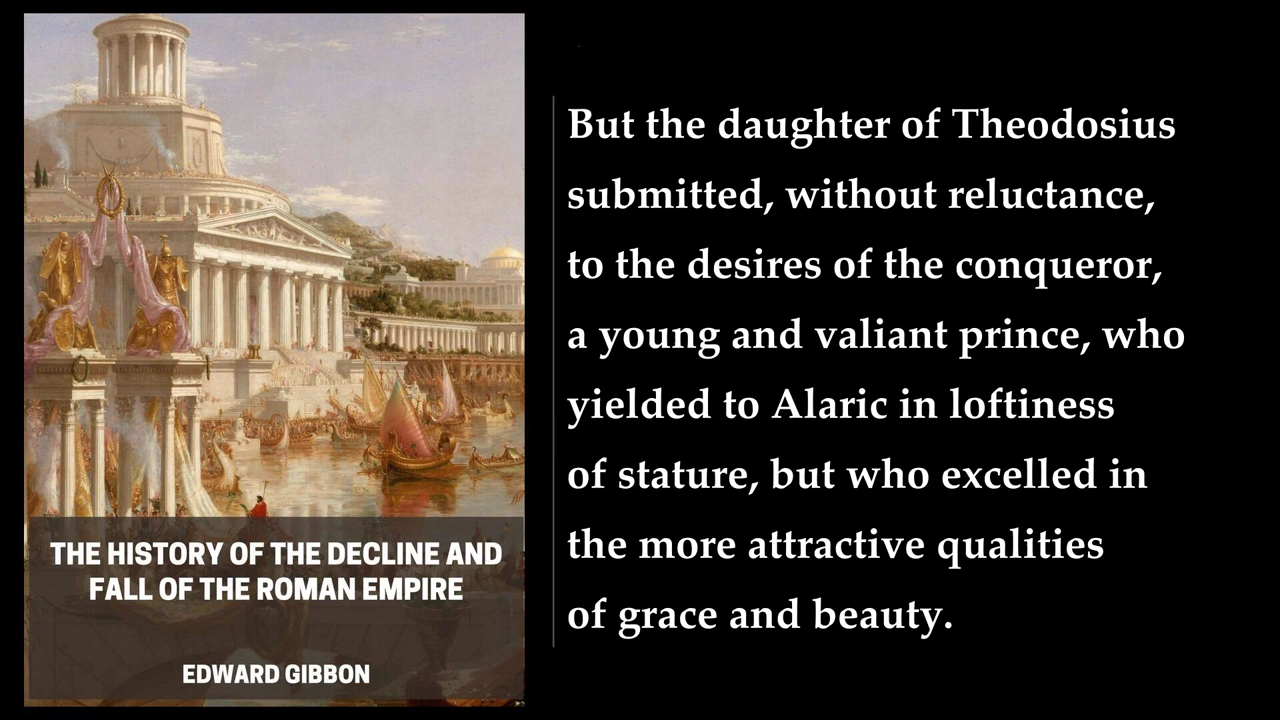 THE HISTORY OF THE DECLINE AND
FALL OF THE ROMAN EMPIRE
EDWARD GIBBON
But the daughter of Theodosius
submitted, without reluctance,
to the desires of the conqueror,
a young and valiant prince, who
yielded to Alaric in loftiness
of stature, but who excelled in
the more attractive qualities
of grace and beauty.